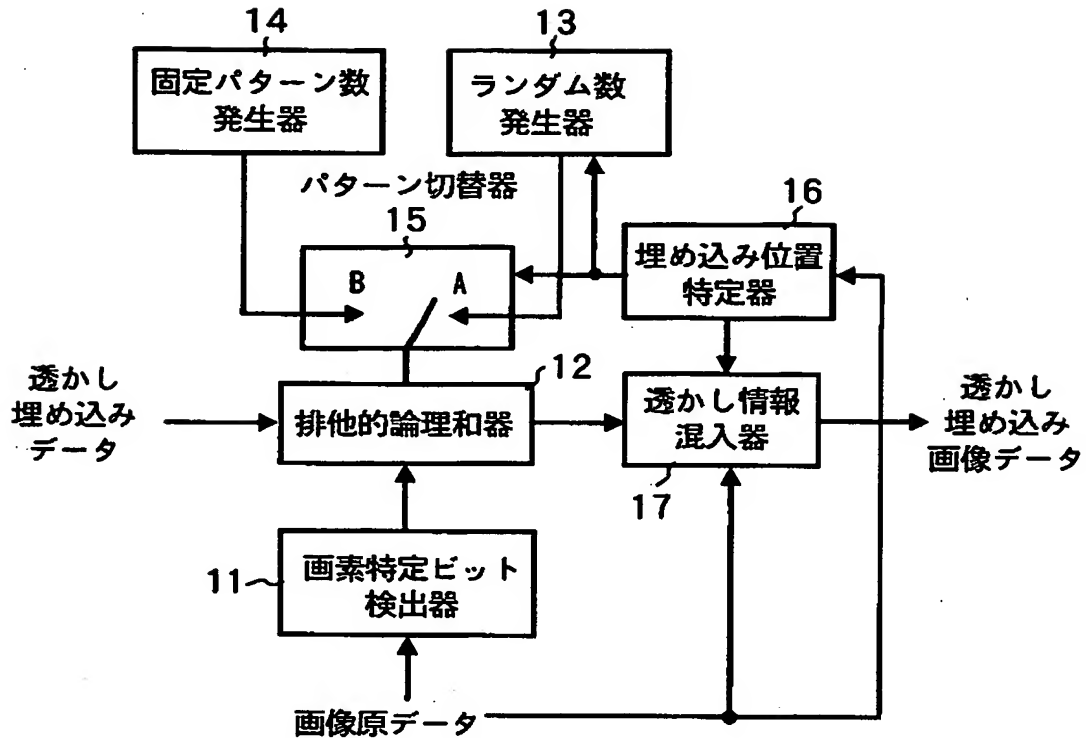 14
固定パターン数
発生器
13
ランダム数
発生器
パターン切替器
15
B
A
16
埋め込み位置
特定器
透かし
埋め込み
データ
12
排他的論理和器
透かし情報
混入器
17
透かし
埋め込み
画像データ
11
画素特定ビット
検出器
画像原データ